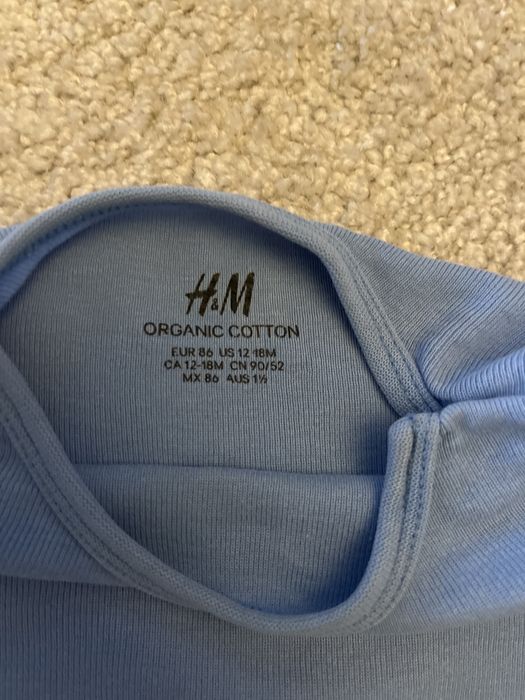 H&M
ORGANIC COTTON
EUR 86 US 12-18M
CA 12-18M CN 90/52
MX 86 AUS 1½